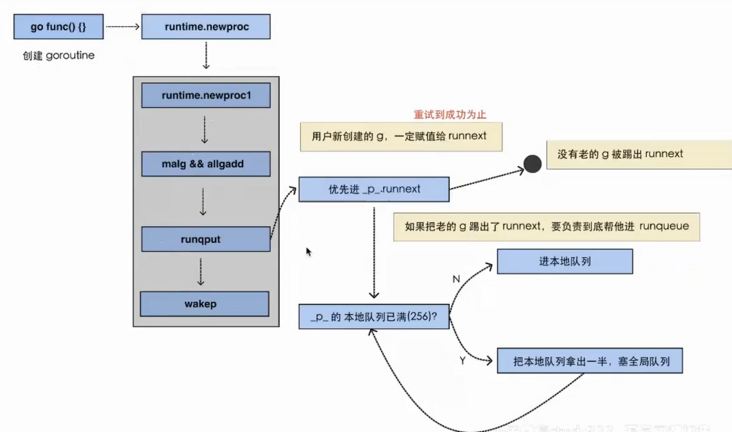 go func() {}
runtime.newproc
创建 goroutine
runtime.newproc1
重试到成功为止
用户新创建的 g，一定赋值给 runnext
没有老的 g 被踢出 runnext
malg && allgadd
优先进 _p_.runnext
如果把老的 g 踢出了 runnext，要负责到底帮他进 runqueue
runqput
进本地队列
N
wakep
_p_ 的 本地队列已满(256)?
Y
把本地队列拿出一半，塞全局队列